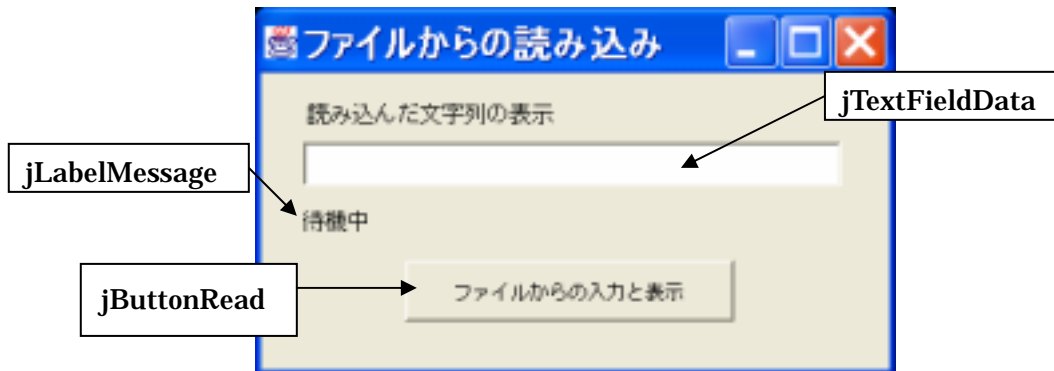 ファイルからの読み込み
読み込んだ文字列の表示
jTextFieldData
jLabelMessage
待機中
jButtonRead
ファイルからの入力と表示